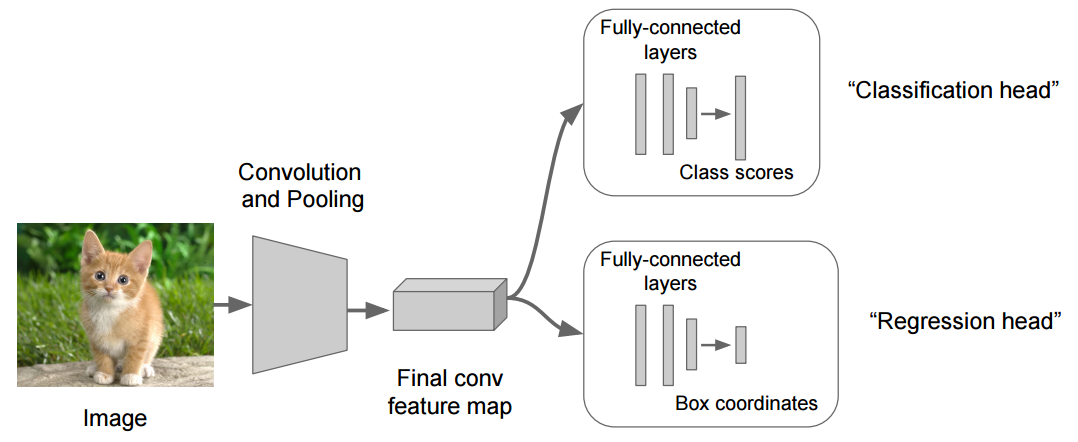 Image
Convolution
and Pooling
Final conv
feature map
Fully-connected
layers
Class scores
“Classification head”
Fully-connected
layers
Box coordinates
“Regression head”